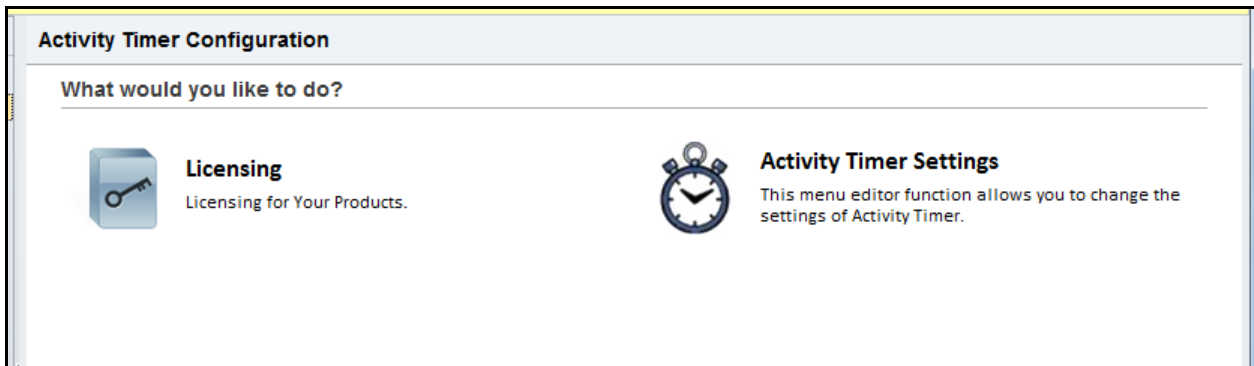 Activity Timer Configuration
What would you like to do?
Licensing
Licensing for Your Products.
Activity Timer Settings
This menu editor function allows you to change the
settings of Activity Timer.